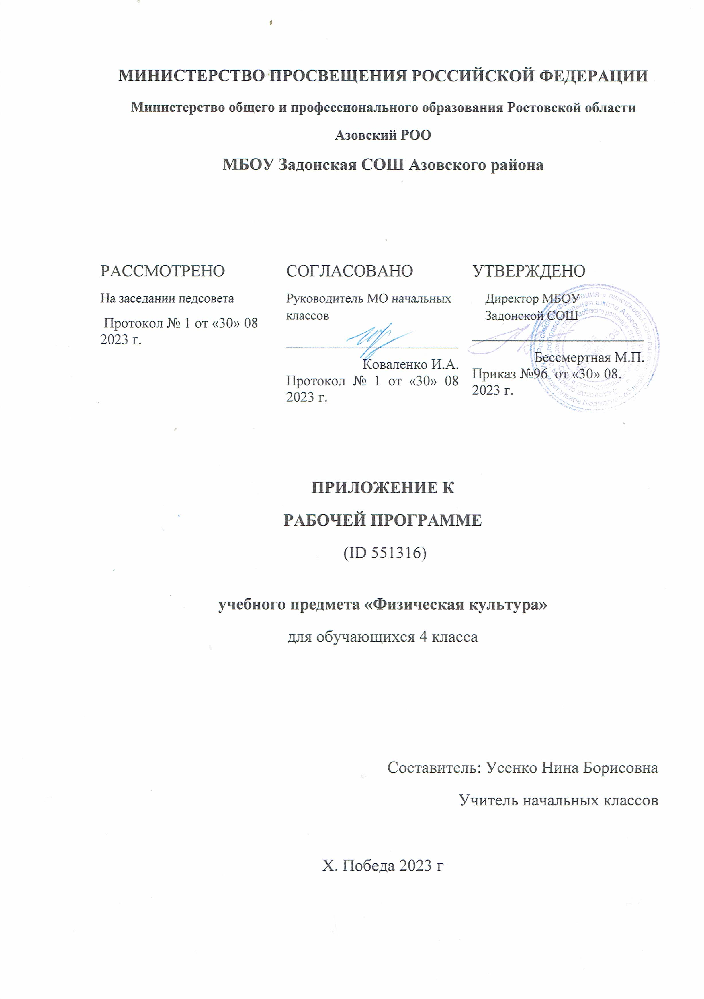 МИНИСТЕРСТВО ПРОСВЕЩЕНИЯ РОССИЙСКОЙ ФЕДЕРАЦИИ
Министерство общего и профессионального образования Ростовской области
Азовский РОО
МБОУ Задонская СОШ Азовского района
РАССМОТРЕНО
На заседании педсовета
Протокол № 1 от «30» 08
2023 г.
СОГЛАСОВАНО
Руководитель МО начальных
классов
Коваленко И.А.
Протокол № 1 от «30» 08
2023 г.
УТВЕРЖДЕНО
Директор МБОУ
Задонской СОШ
Бессмертная М.П.
Приказ №96 от «30» 08.
2023 г.
ПРИЛОЖЕНИЕ К
РАБОЧЕЙ ПРОГРАММЕ
(ID 551316)
учебного предмета «Физическая культура»
для обучающихся 4 класса
Составитель: Усенко Нина Борисовна
Учитель начальных классов
Х. Победа 2023 г